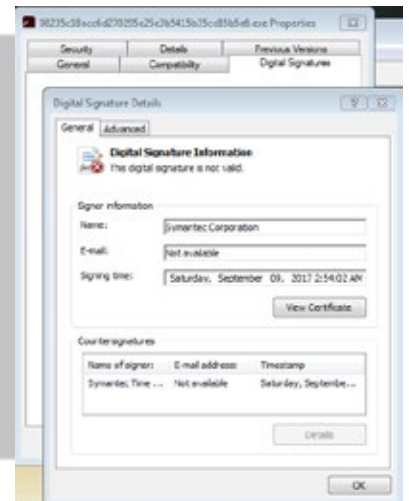 .exe Properties
Security Details Previous Versions
General Compatibility Digital Signatures
Digital Signature Details
General Advanced
Digital Signature Information
This digital signature is not valid.
Signer information
Name: Symantec Corporation
E-mail: Not available
Signing time: Saturday, September 09, 2017 2:54:02 AM
View Certificate
Countersignatures
Name of signer: E-mail address: Timestamp
Symantec Time ... Not available Saturday, Septembe...
Details
OK